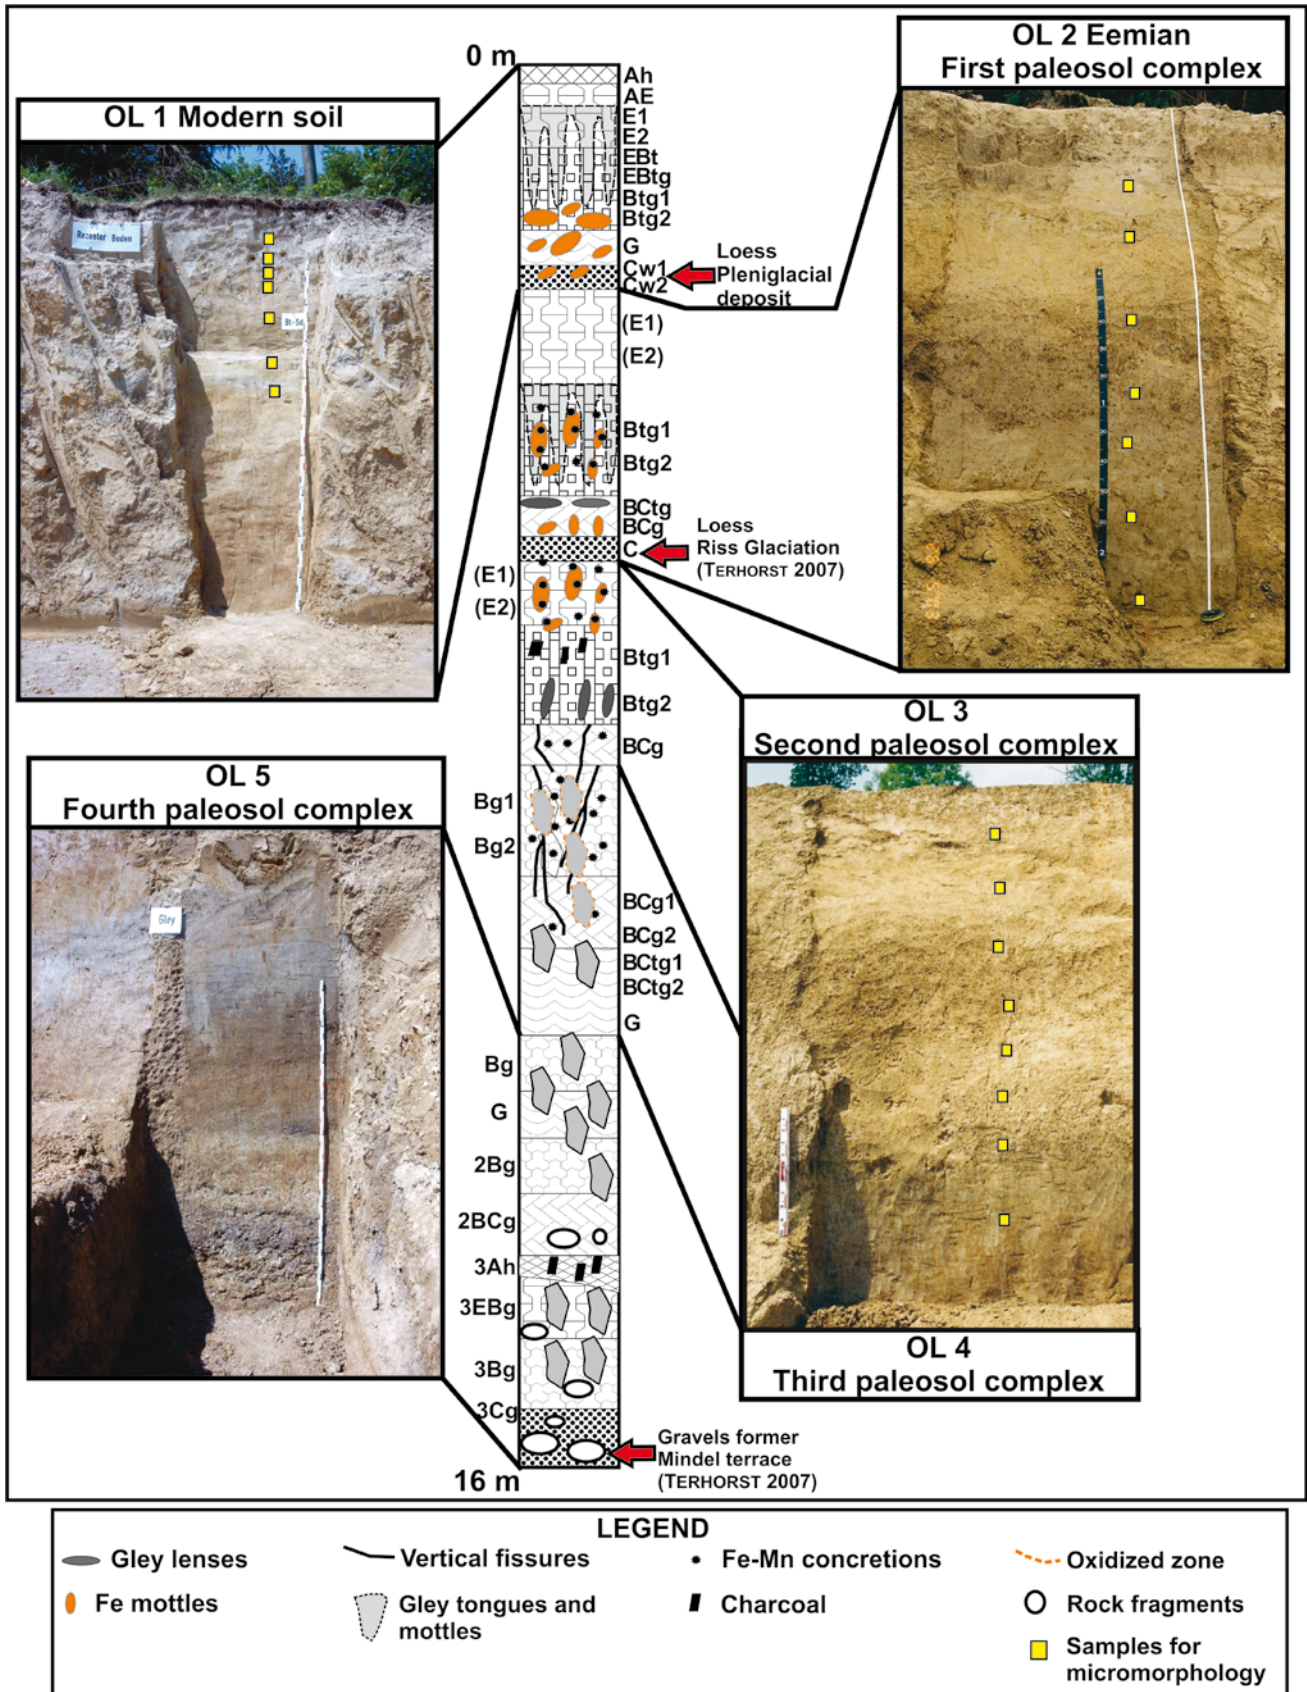 0 m
OL 1 Modern soil
Rezenter Boden
Bt-Sd
Ah
AE
E1
E2
EBt
EBtg
Btg1
Btg2
G
Cw1
Cw2
Loess
Pleniglacial
deposit
OL 2 Eemian
First paleosol complex
(E1)
(E2)
Btg1
Btg2
BCtg
BCg
C
Loess
Riss Glaciation
(TERHORST 2007)
(E1)
(E2)
Btg1
Btg2
BCg
OL 3
Second paleosol complex
OL 5
Fourth paleosol complex
Gley
Bg1
Bg2
BCg1
BCg2
BCtg1
BCtg2
G
OL 4
Third paleosol complex
Bg
G
2Bg
2BCg
3Ah
3EBg
3Bg
3Cg
Gravels former
Mindel terrace
(TERHORST 2007)
16 m
LEGEND
Gley lenses
Vertical fissures
Fe-Mn concretions
Oxidized zone
Fe mottles
Gley tongues and
mottles
Charcoal
Rock fragments
Samples for
micromorphology